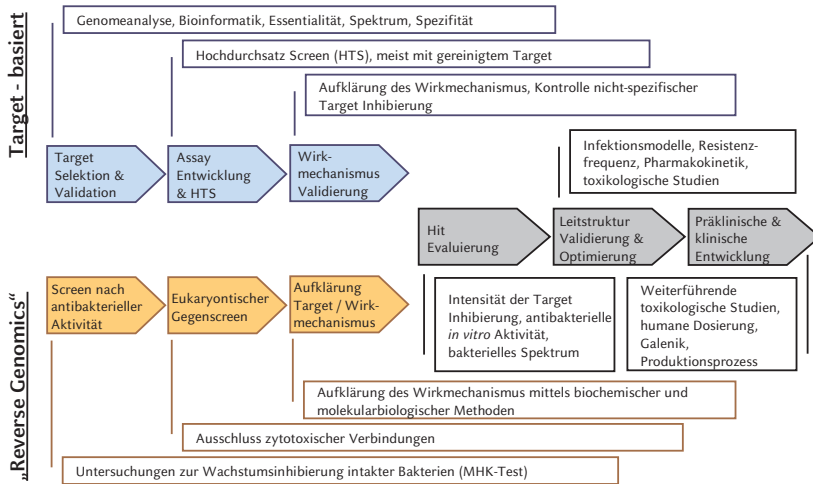 Target - basiert
Genomeanalyse, Bioinformatik, Essentialität, Spektrum, Spezifität
Hochdurchsatz Screen (HTS), meist mit gereinigtem Target
Aufklärung des Wirkmechanismus, Kontrolle nicht-spezifischer
Target Inhibierung
Target
Selektion &
Validation
Assay
Entwicklung
& HTS
Wirk-
mechanismus
Validierung
Infektionsmodelle, Resistenz-
frequenz, Pharmakokinetik,
toxikologische Studien
Hit
Evaluierung
Leitstruktur
Validierung &
Optimierung
Präklinische &
klinische
Entwicklung
„Reverse Genomics“
Screen nach
antibakterieller
Aktivität
Eukaryontischer
Gegenscreen
Aufklärung
Target / Wirk-
mechanismus
Intensität der Target
Inhibierung, antibakterielle
in vitro Aktivität,
bakterielles Spektrum
Weiterführende
toxikologische Studien,
humane Dosierung,
Galenik,
Produktionsprozess
Aufklärung des Wirkmechanismus mittels biochemischer und
molekularbiologischer Methoden
Ausschluss zytotoxischer Verbindungen
Untersuchungen zur Wachstumsinhibierung intakter Bakterien (MHK-Test)